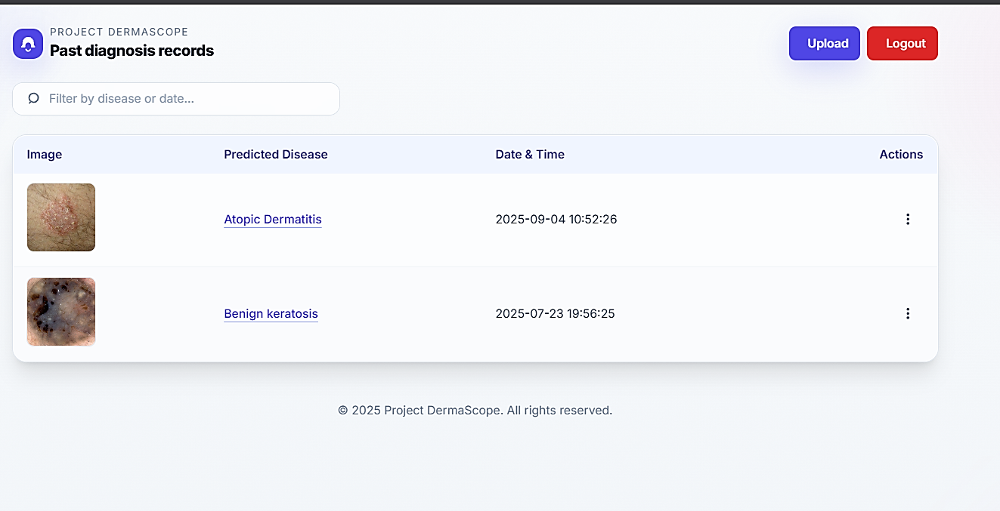 PROJECT DERMASCOPE
Past diagnosis records
Upload
Logout
Filter by disease or date...
Image Predicted Disease Date & Time Actions
Atopic Dermatitis 2025-09-04 10:52:26
Benign keratosis 2025-07-23 19:56:25
© 2025 Project DermaScope. All rights reserved.